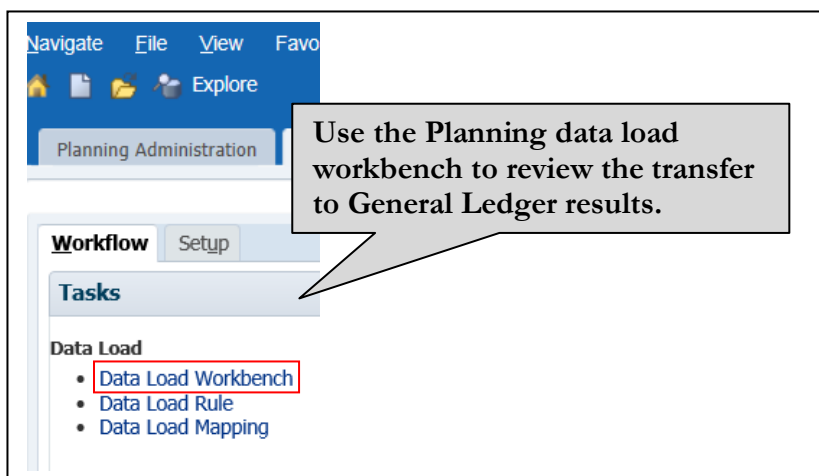 Navigate File View Favo
Explore
Planning Administration
Use the Planning data load
workbench to review the transfer
to General Ledger results.
Workflow Setup
Tasks
Data Load
• Data Load Workbench
• Data Load Rule
• Data Load Mapping